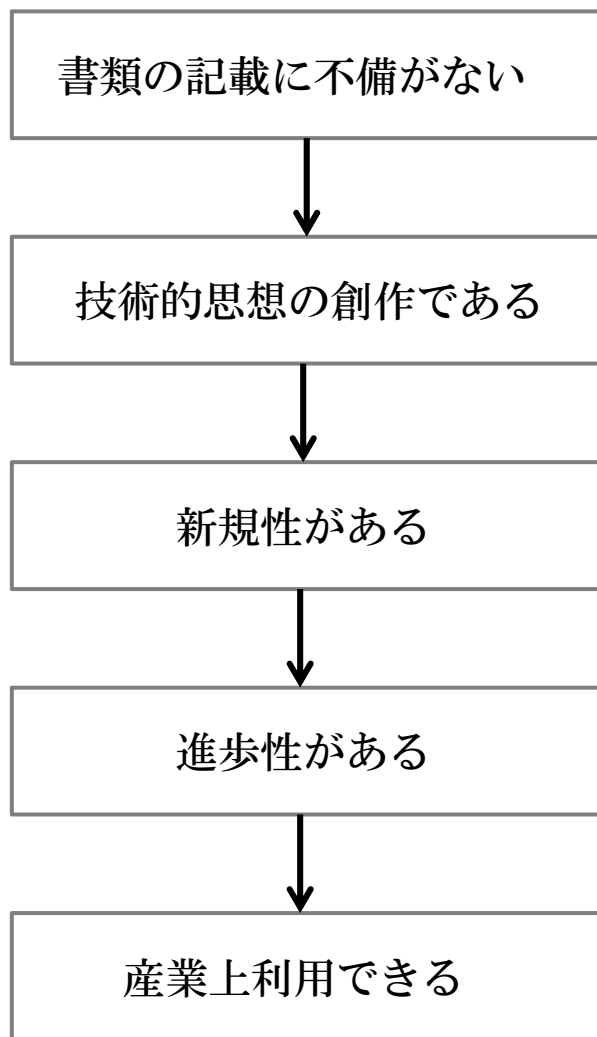 書類の記載に不備がない
技術的思想の創作である
新規性がある
進歩性がある
産業上利用できる